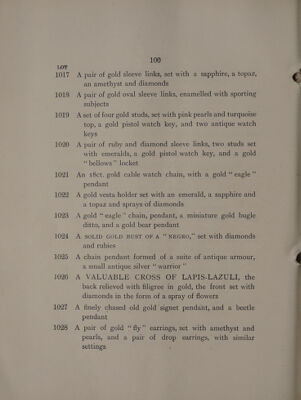 100
LOT
1017 A pair of gold sleeve links, set with a sapphire, a topaz,
an amethyst and diamonds
1018 A pair of gold oval sleeve links, enamelled with sporting
subjects
1019 A set of four gold studs, set with pink pearls and turquoise
top, a gold pistol watch key, and two antique watch
keys
1020 A pair of ruby and diamond sleeve links, two studs set
with emeralds, a gold pistol watch key, and a gold
"bellows" locket
1021 An 18ct. gold cable watch chain, with a gold "eagle"
pendant
1022 A gold vesta holder set with an emerald, a sapphire and
a topaz and sprays of diamonds
1023 A gold "eagle" chain, pendant, a miniature gold bugle
ditto, and a gold bear pendant
1024 A SOLID GOLD BUST OF A "NEGRO," set with diamonds
and rubies
1025 A chain pendant formed of a suite of antique armour,
a small antique silver "warrior"
1026 A VALUABLE CROSS OF LAPIS-LAZULI, the
back relieved with filigree in gold, the front set with
diamonds in the form of a spray of flowers
1027 A finely chased old gold signet pendant, and a beetle
pendant
1028 A pair of gold "fly" earrings, set with amethyst and
pearls, and a pair of drop earrings, with similar
settings